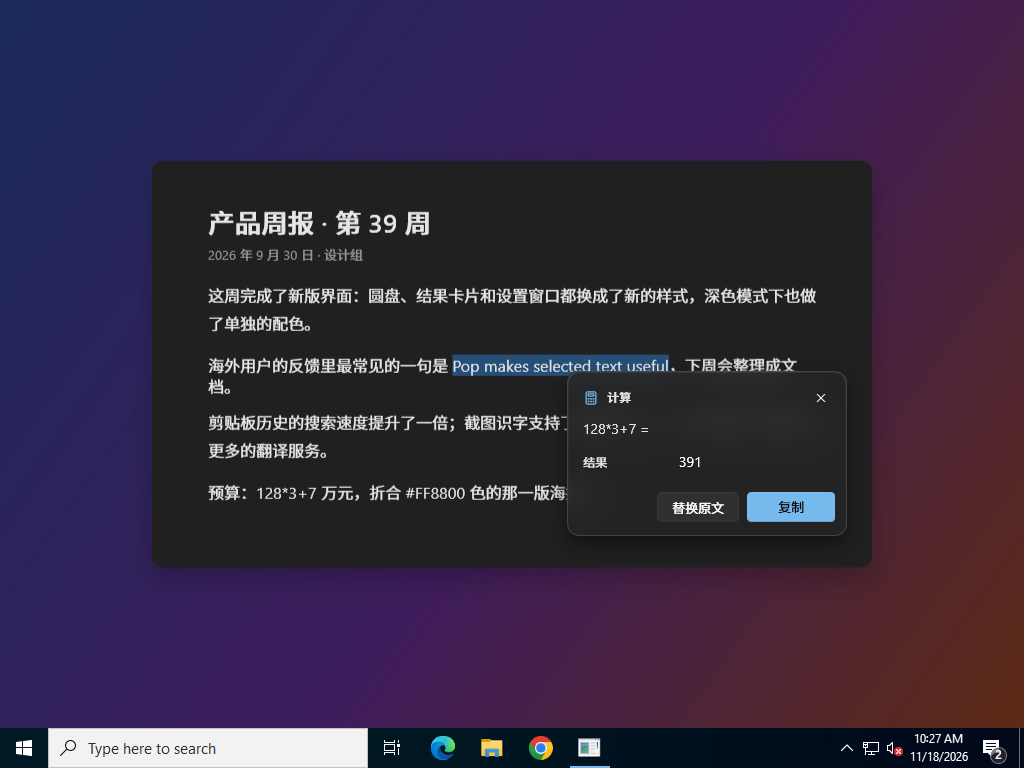 产品周报 · 第 39 周
2026 年 9 月 30 日 · 设计组
这周完成了新版界面：圆盘、结果卡片和设置窗口都换成了新的样式，深色模式下也做
了单独的配色。
海外用户的反馈里最常见的一句是 Pop makes selected text useful，下周会整理成文
档。
剪贴板历史的搜索速度提升了一倍；截图识字支持了
更多的翻译服务。
预算：128*3+7 万元，折合 #FF8800 色的那一版海
计算
128*3+7 =
结果 391
替换原文 复制
Type here to search
10:27 AM
11/18/2026
2